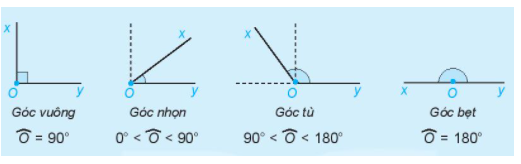 x
O
y
Góc vuông
Ô = 90°
x
O
y
Góc nhọn
0° < Ô < 90°
x
O
y
Góc tù
90° < Ô < 180°
x
O
y
Góc bẹt
Ô = 180°